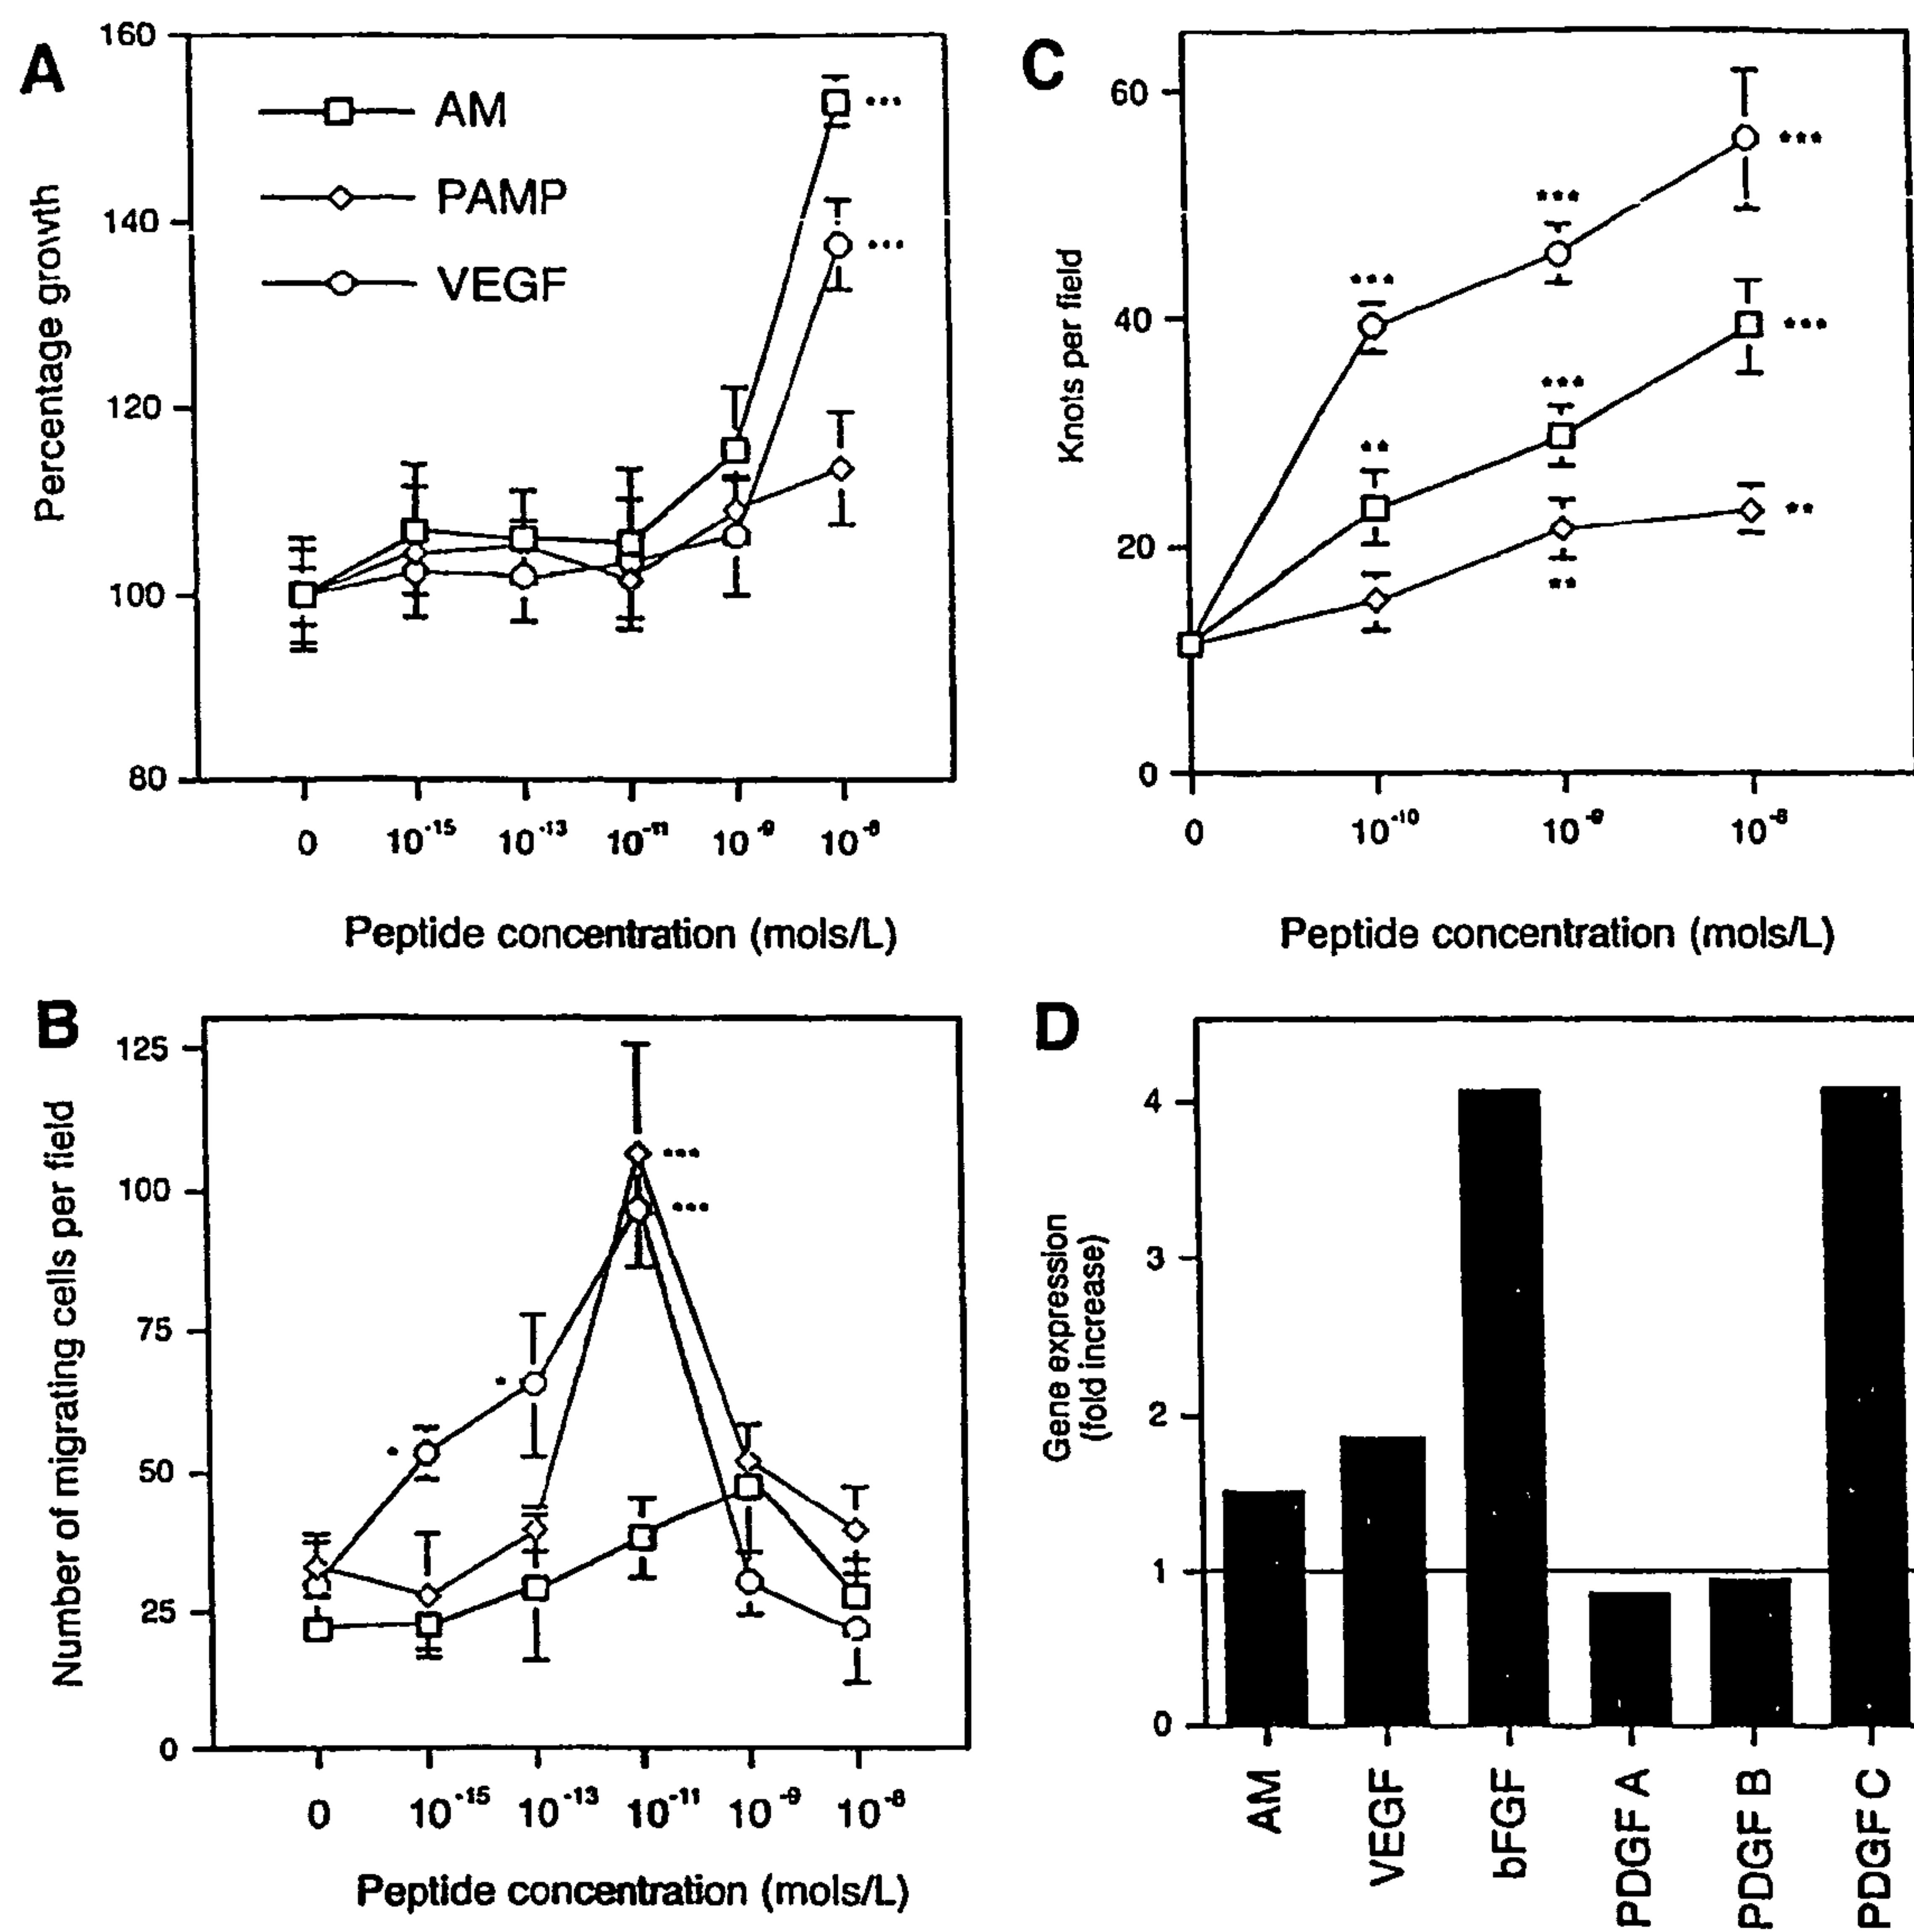 A
160
140
120
100
80
Percentage growth
AM
PAMP
VEGF
***
***
0 10⁻¹⁵ 10⁻¹³ 10⁻¹¹ 10⁻⁹ 10⁻⁸
Peptide concentration (mols/L)
C
60
40
20
0
Knots per field
***
***
***
***
***
**
**
**
0 10⁻¹⁰ 10⁻⁹ 10⁻⁸
Peptide concentration (mols/L)
B
125
100
75
50
25
0
Number of migrating cells per field
***
***
*
*
0 10⁻¹⁵ 10⁻¹³ 10⁻¹¹ 10⁻⁹ 10⁻⁸
Peptide concentration (mols/L)
D
4
3
2
1
0
Gene expression
(fold increase)
AM
VEGF
bFGF
PDGF A
PDGF B
PDGF C